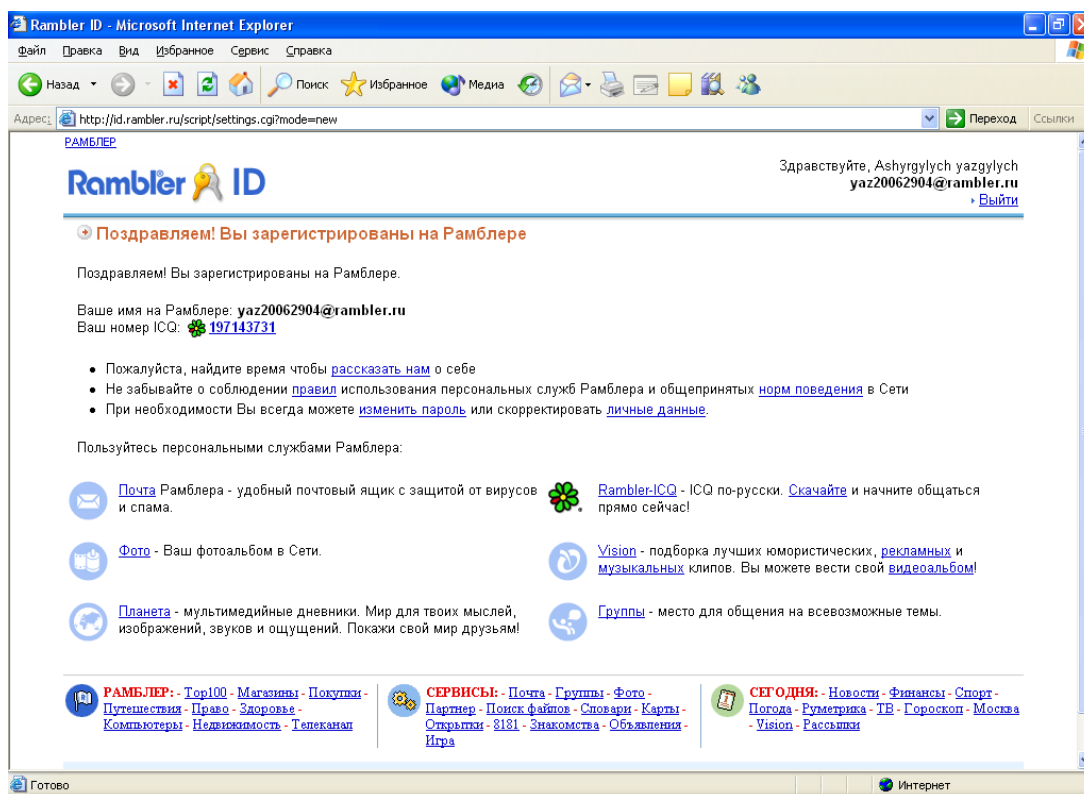 Rambler ID - Microsoft Internet Explorer
Файл Правка Вид Избранное Сервис Справка
Назад Поиск Избранное Медиа
Адрес: http://id.rambler.ru/script/settings.cgi?mode=new Переход Ссылки
РАМБЛЕР
Rambler ID
Здравствуйте, Ashyrgylych yazgylych
yaz20062904@rambler.ru
Выйти
Поздравляем! Вы зарегистрированы на Рамблере
Поздравляем! Вы зарегистрированы на Рамблере.
Ваше имя на Рамблере: yaz20062904@rambler.ru
Ваш номер ICQ: 197143731
• Пожалуйста, найдите время чтобы рассказать нам о себе
• Не забывайте о соблюдении правил использования персональных служб Рамблера и общепринятых норм поведения в Сети
• При необходимости Вы всегда можете изменить пароль или скорректировать личные данные.
Пользуйтесь персональными службами Рамблера:
Почта Рамблера - удобный почтовый ящик с защитой от вирусов
и спама.
Rambler-ICQ - ICQ по-русски. Скачайте и начните общаться
прямо сейчас!
Фото - Ваш фотоальбом в Сети.
Vision - подборка лучших юмористических, рекламных и
музыкальных клипов. Вы можете вести свой видеоальбом!
Планета - мультимедийные дневники. Мир для твоих мыслей,
изображений, звуков и ощущений. Покажи свой мир друзьям!
Группы - место для общения на всевозможные темы.
РАМБЛЕР: - Top100 - Магазины - Покупки -
Путешествия - Право - Здоровье -
Компьютеры - Недвижимость - Телеканал
СЕРВИСЫ: - Почта - Группы - Фото -
Партнер - Поиск файлов - Словари - Карты -
Открытки - 8181 - Знакомства - Объявления -
Игра
СЕГОДНЯ: - Новости - Финансы - Спорт -
Погода - Руметрика - ТВ - Гороскоп - Москва
- Vision - Рассылки
Готово Интернет